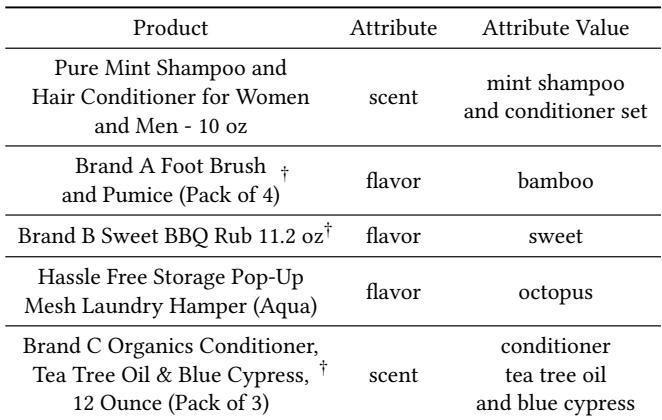 Product Attribute Attribute Value
Pure Mint Shampoo and
Hair Conditioner for Women
and Men - 10 oz
scent
mint shampoo
and conditioner set
Brand A Foot Brush
and Pumice (Pack of 4) †
flavor
bamboo
Brand B Sweet BBQ Rub 11.2 oz† flavor sweet
Hassle Free Storage Pop-Up
Mesh Laundry Hamper (Aqua)
flavor
octopus
Brand C Organics Conditioner,
Tea Tree Oil & Blue Cypress, †
12 Ounce (Pack of 3)
scent
conditioner
tea tree oil
and blue cypress